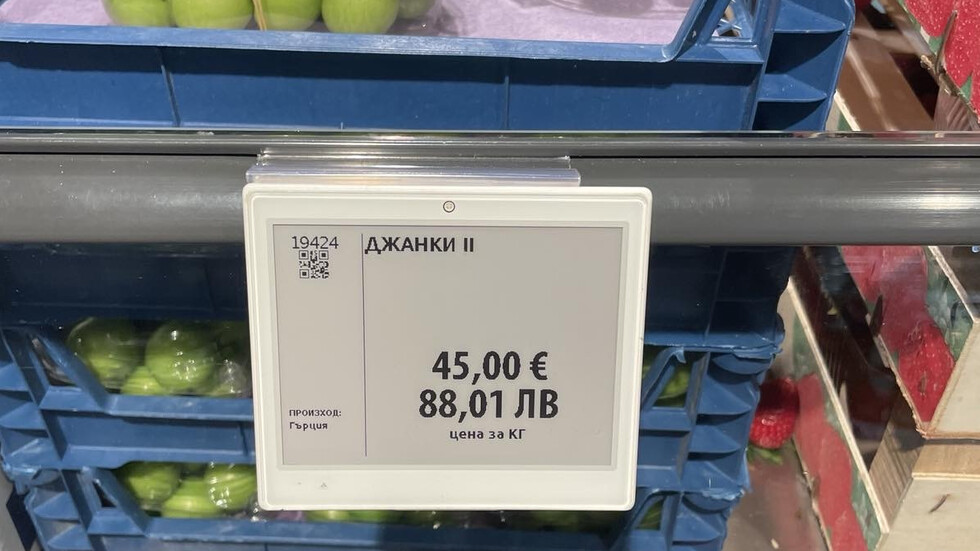 19424
ДЖАНКИ II
45,00 €
88,01 ЛВ
цена за КГ
ПРОИЗХОД:
Гърция